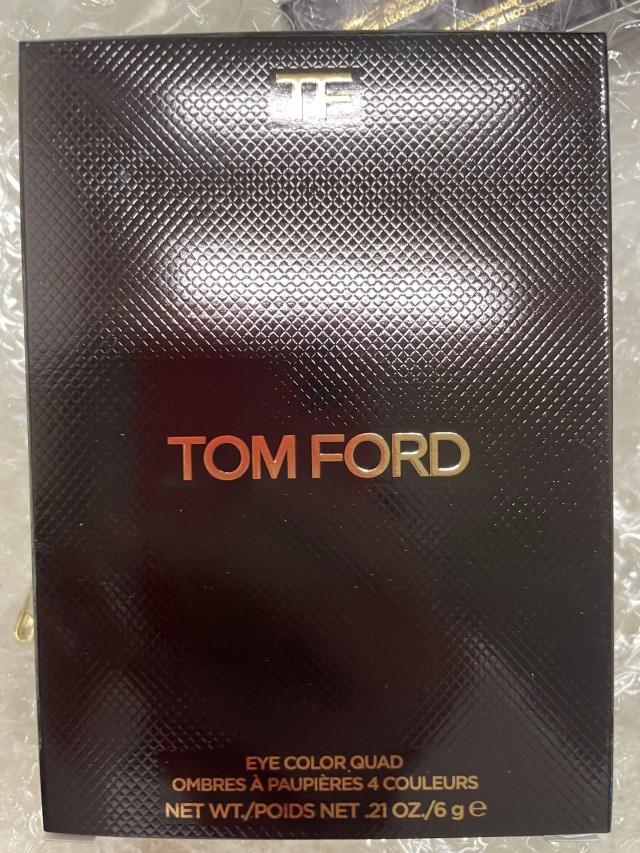 TF
TOM FORD
EYE COLOR QUAD
OMBRES À PAUPIÈRES 4 COULEURS
NET WT./POIDS NET .21 OZ./6 g ℮